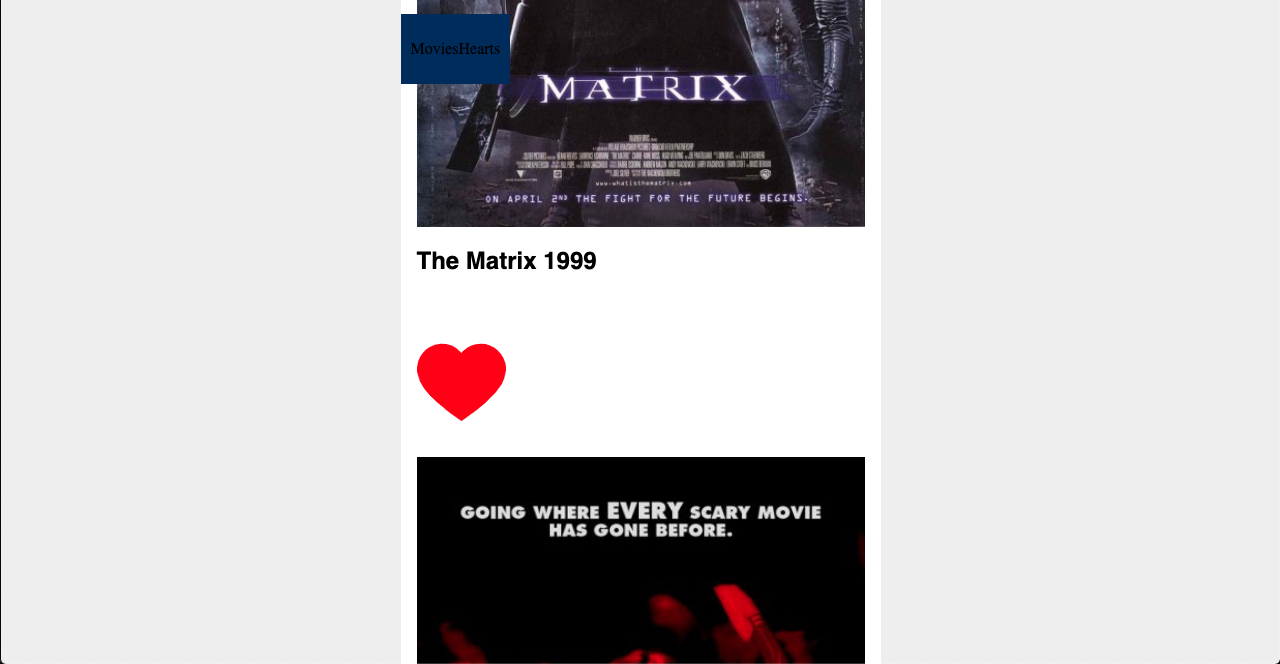 MoviesHearts
THE
MATRIX
www.whatisthematrix.com
ON APRIL 2ND THE FIGHT FOR THE FUTURE BEGINS.
The Matrix 1999
GOING WHERE EVERY SCARY MOVIE
HAS GONE BEFORE.